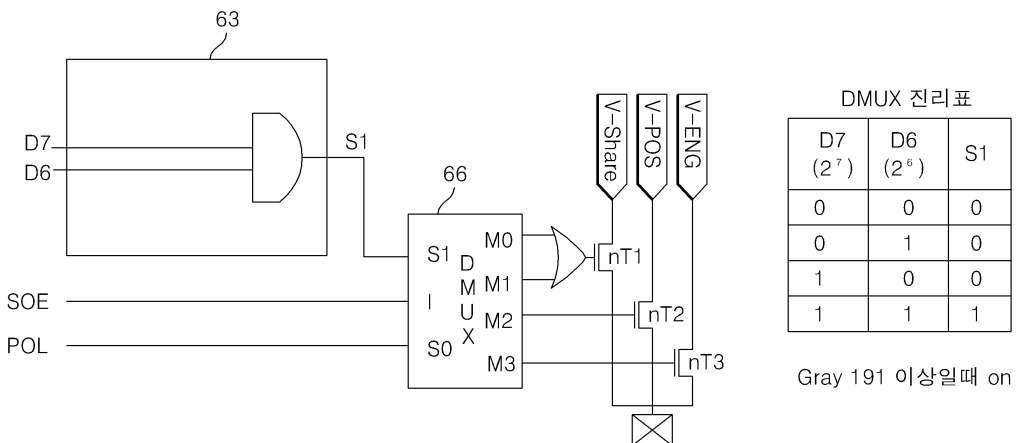 63
D7
D6
S1
66
SOE
POL
S1
I
S0
D
M
U
X
M0
M1
M2
M3
V-Share
V-POS
V-ENG
nT1
nT2
nT3
DMUX 진리표
D7 D6 S1
(2⁷) (2⁶)
0 0 0
0 1 0
1 0 0
1 1 1
Gray 191 이상일때 on